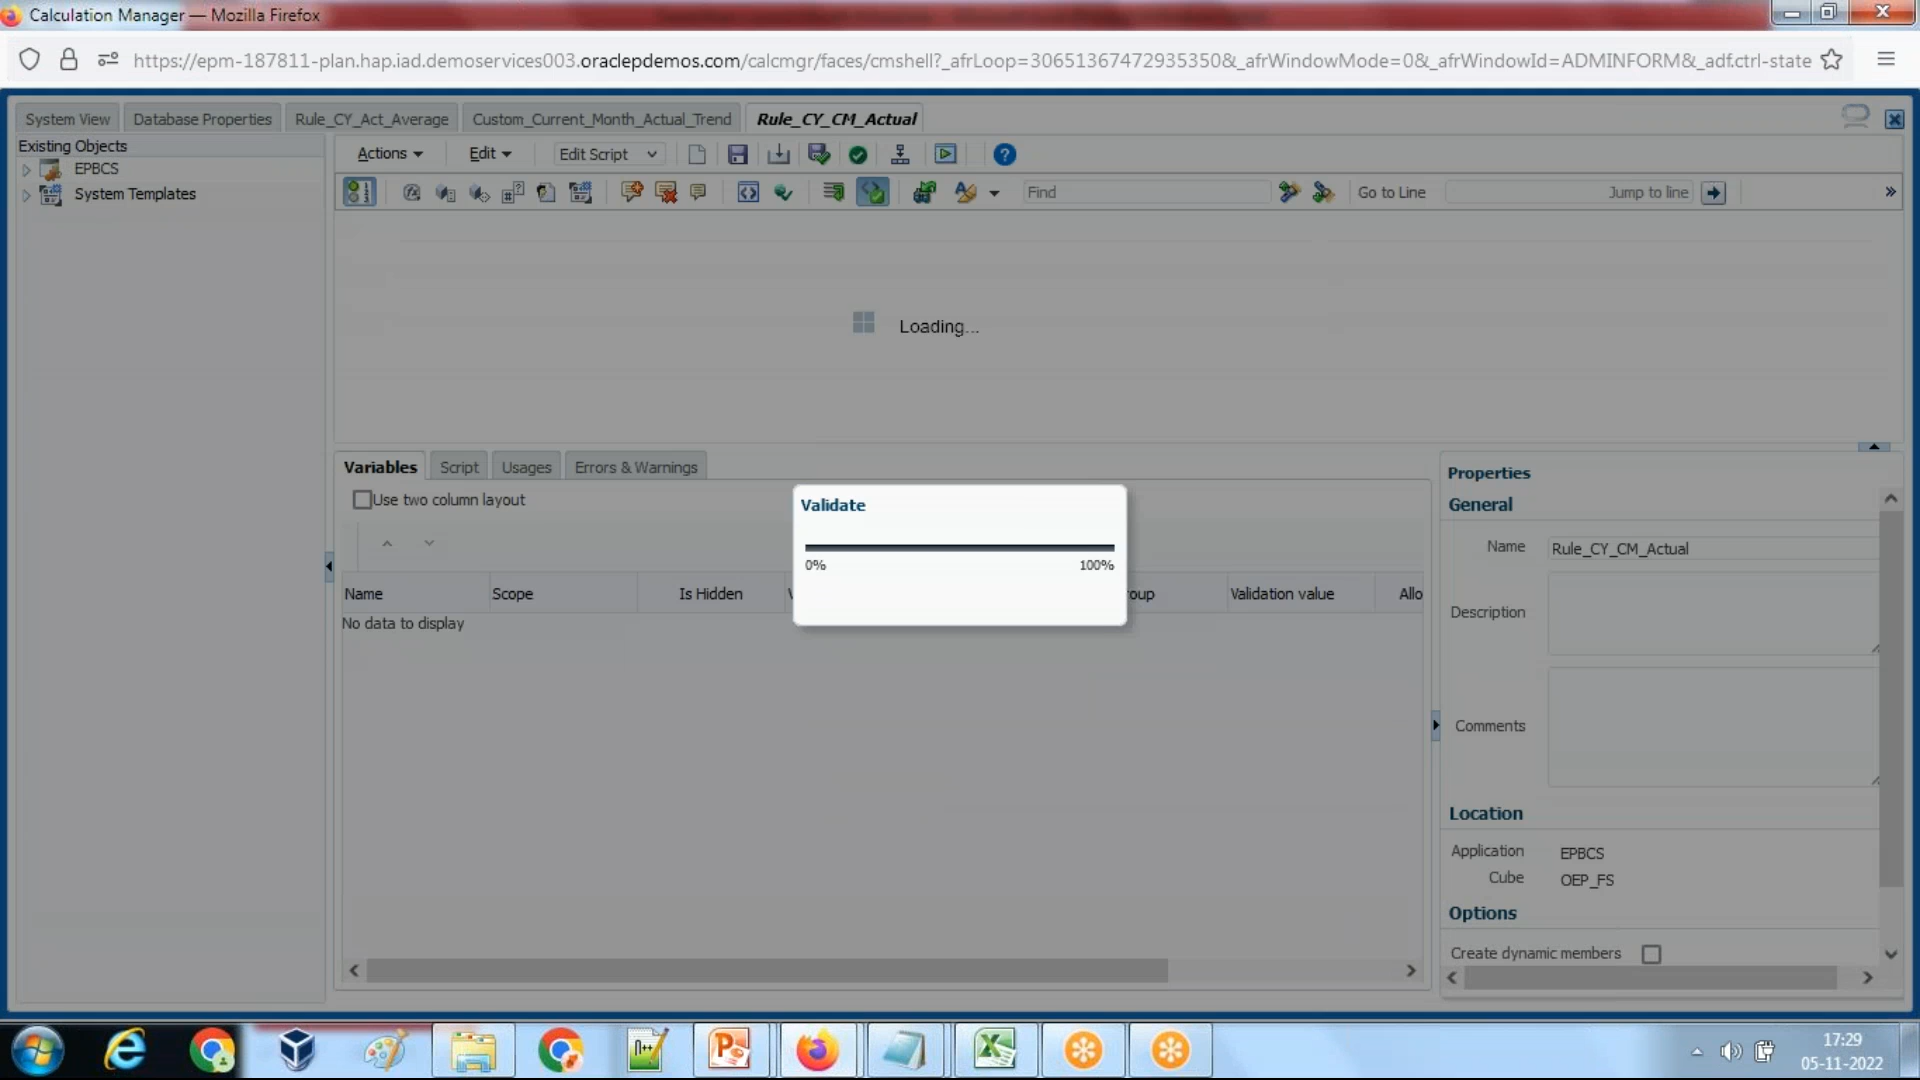 Calculation Manager — Mozilla Firefox
https://epm-187811-plan.hap.iad.demoservices003.oraclepdemos.com/calcmgr/faces/cmshell?_afrLoop=30651367472935350&_afrWindowMode=0&_afrWindowId=ADMINFORM&_adf.ctrl-state
System View
Database Properties
Rule_CY_Act_Average
Custom_Current_Month_Actual_Trend
Rule_CY_CM_Actual
Existing Objects
EPBCS
System Templates
Actions
Edit
Edit Script
Find
Go to Line
Jump to line
Loading...
Variables
Script
Usages
Errors & Warnings
Use two column layout
Validate
0%
100%
Name
Scope
Is Hidden
oup
Validation value
Allo
No data to display
Properties
General
Name
Rule_CY_CM_Actual
Description
Comments
Location
Application
EPBCS
Cube
OEP_FS
Options
Create dynamic members
17:29
05-11-2022